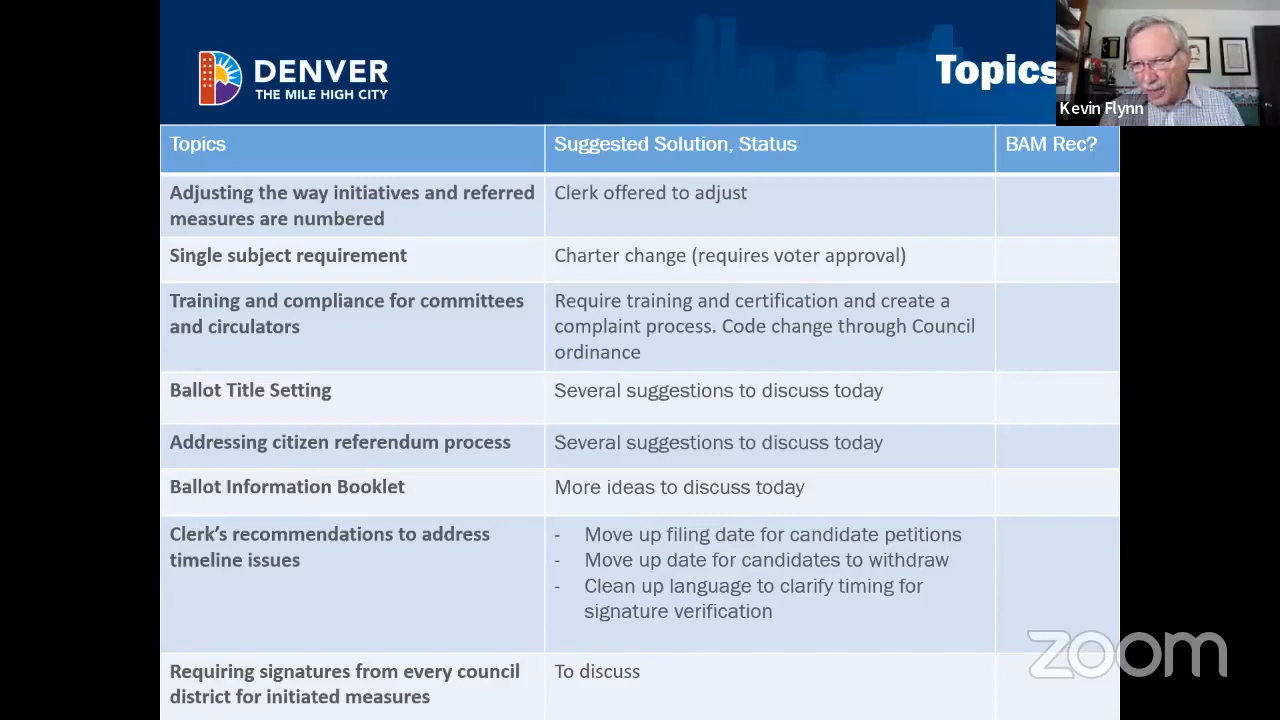 DENVER
THE MILE HIGH CITY
Topics
Kevin Flynn
Topics
Suggested Solution, Status
BAM Rec?
Adjusting the way initiatives and referred
measures are numbered
Clerk offered to adjust
Single subject requirement
Charter change (requires voter approval)
Training and compliance for committees
and circulators
Require training and certification and create a
complaint process. Code change through Council
ordinance
Ballot Title Setting
Several suggestions to discuss today
Addressing citizen referendum process
Several suggestions to discuss today
Ballot Information Booklet
More ideas to discuss today
Clerk’s recommendations to address
timeline issues
- Move up filing date for candidate petitions
- Move up date for candidates to withdraw
- Clean up language to clarify timing for
signature verification
Requiring signatures from every council
district for initiated measures
To discuss
zoom